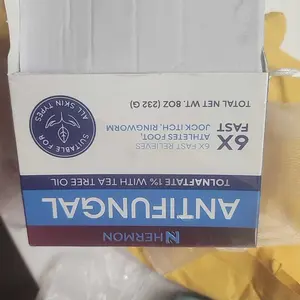 HERMON
ANTIFUNGAL
TOLNAFTATE 1% WITH TEA TREE OIL
6X
FAST
6X FAST RELIEVES
ATHLETES FOOT,
JOCK ITCH, RINGWORM
SUITABLE FOR
ALL SKIN TYPES
TOTAL NET WT. 8OZ (232 G)